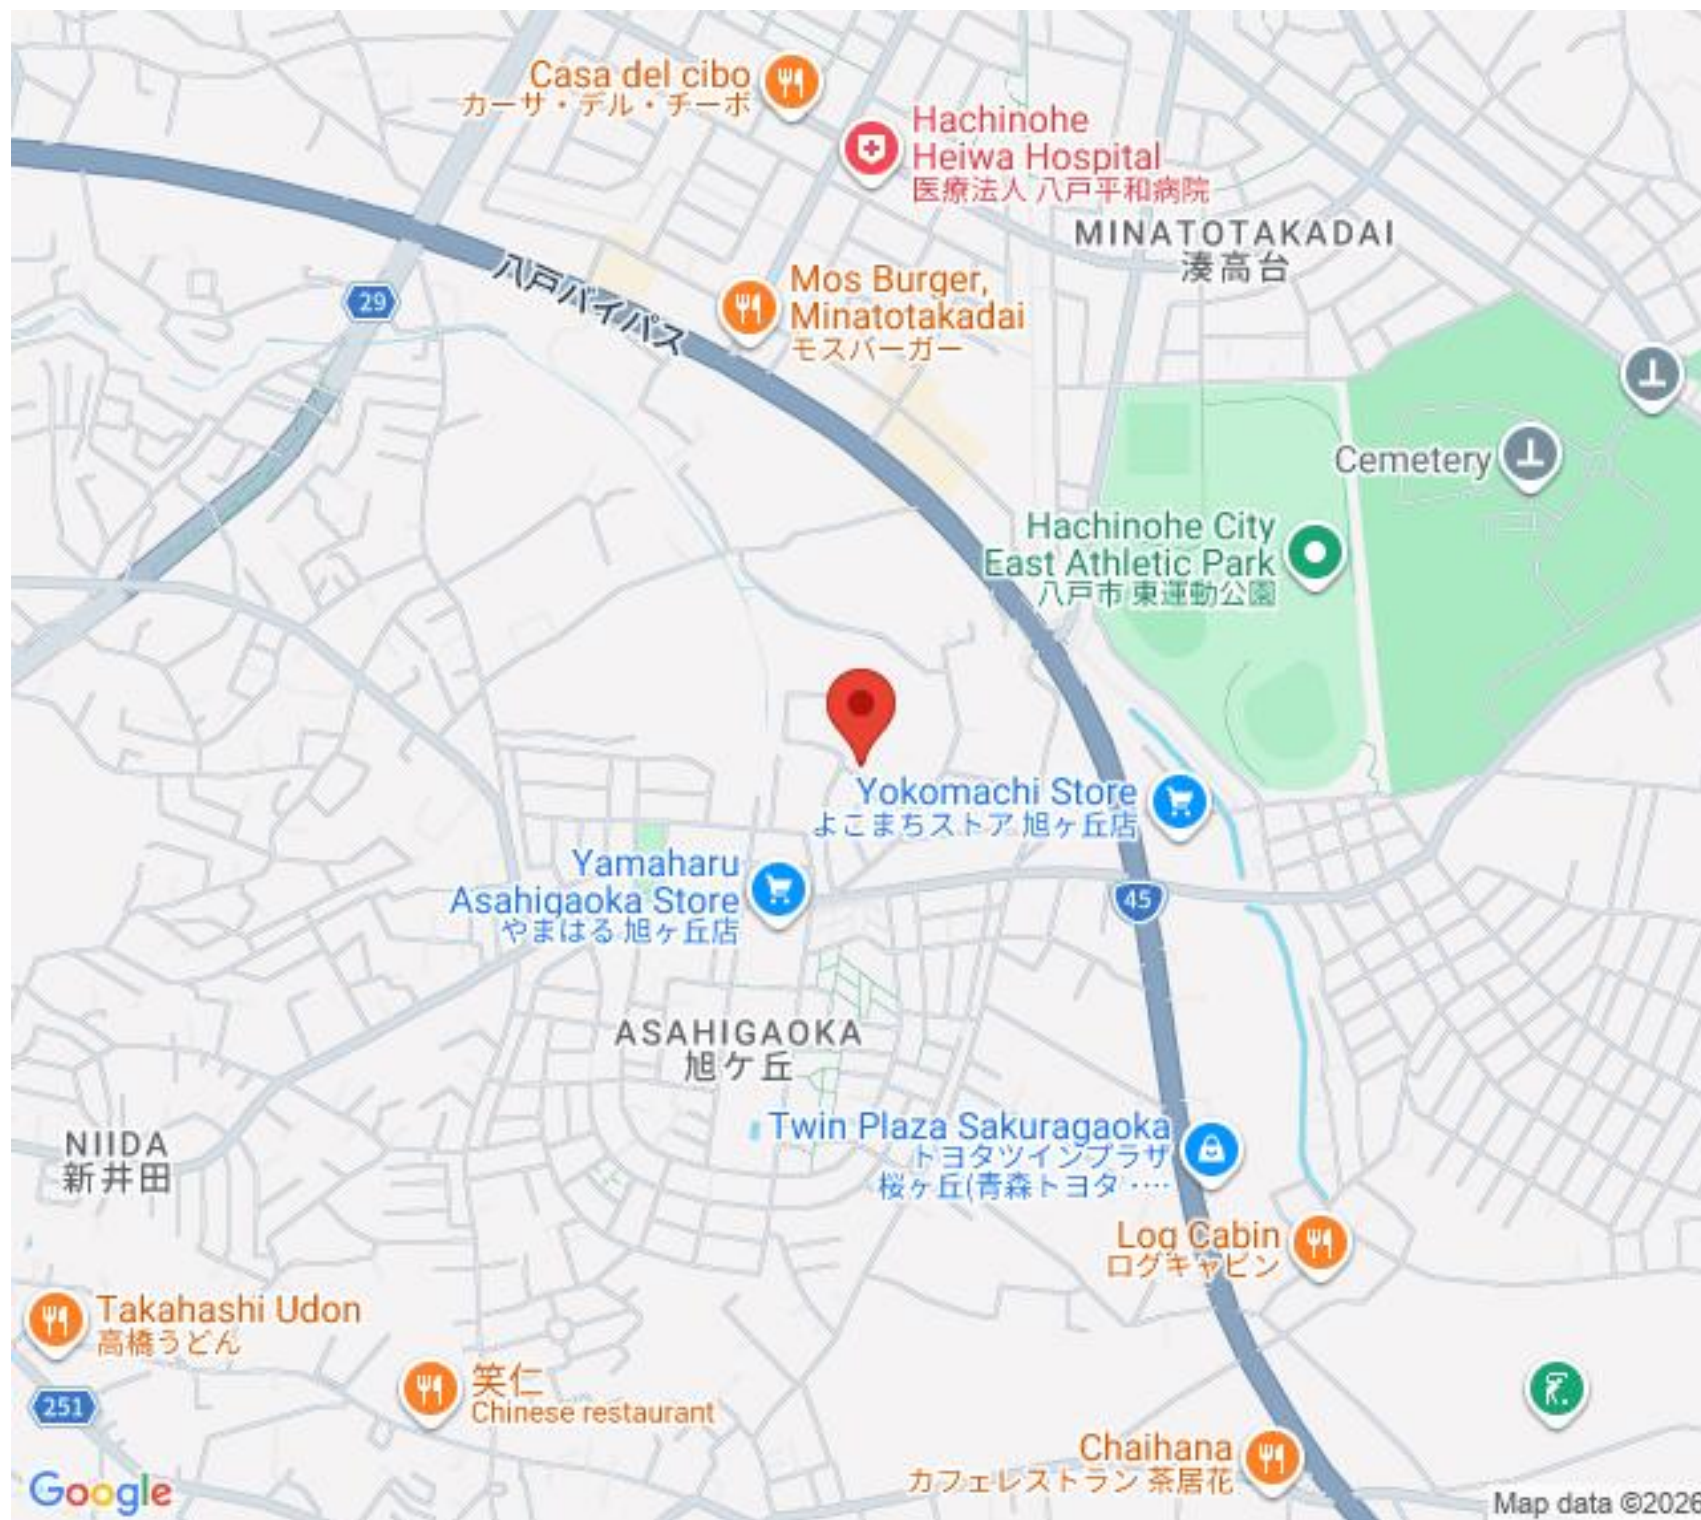 Casa del cibo
カーサ・デル・チーボ
Hachinohe
Heiwa Hospital
医療法人 八戸平和病院
MINATOTAKADAI
湊高台
八戸バイパス
29
Mos Burger,
Minatotakadai
モスバーガー
Cemetery
Hachinohe City
East Athletic Park
八戸市 東運動公園
Yokomachi Store
よこまちストア 旭ヶ丘店
Yamaharu
Asahigaoka Store
やまはる 旭ヶ丘店
45
ASAHIGAOKA
旭ケ丘
Twin Plaza Sakuragaoka
トヨタツインプラザ
桜ヶ丘(青森トヨタ・…
NIIDA
新井田
Log Cabin
ログキャビン
Takahashi Udon
高橋うどん
笑仁
Chinese restaurant
251
Chaihana
カフェレストラン 茶居花
Google
Map data ©2026